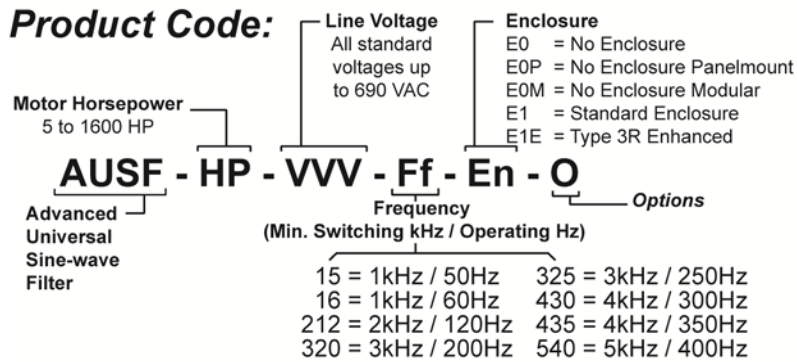 Product Code:
Line Voltage
All standard
voltages up
to 690 VAC
Enclosure
E0 = No Enclosure
E0P = No Enclosure Panelmount
E0M = No Enclosure Modular
E1 = Standard Enclosure
E1E = Type 3R Enhanced
Motor Horsepower
5 to 1600 HP
AUSF - HP - VVV - Ff - En - O
Advanced
Universal
Sine-wave
Filter
Frequency
(Min. Switching kHz / Operating Hz)
Options
15 = 1kHz / 50Hz
16 = 1kHz / 60Hz
212 = 2kHz / 120Hz
320 = 3kHz / 200Hz
325 = 3kHz / 250Hz
430 = 4kHz / 300Hz
435 = 4kHz / 350Hz
540 = 5kHz / 400Hz